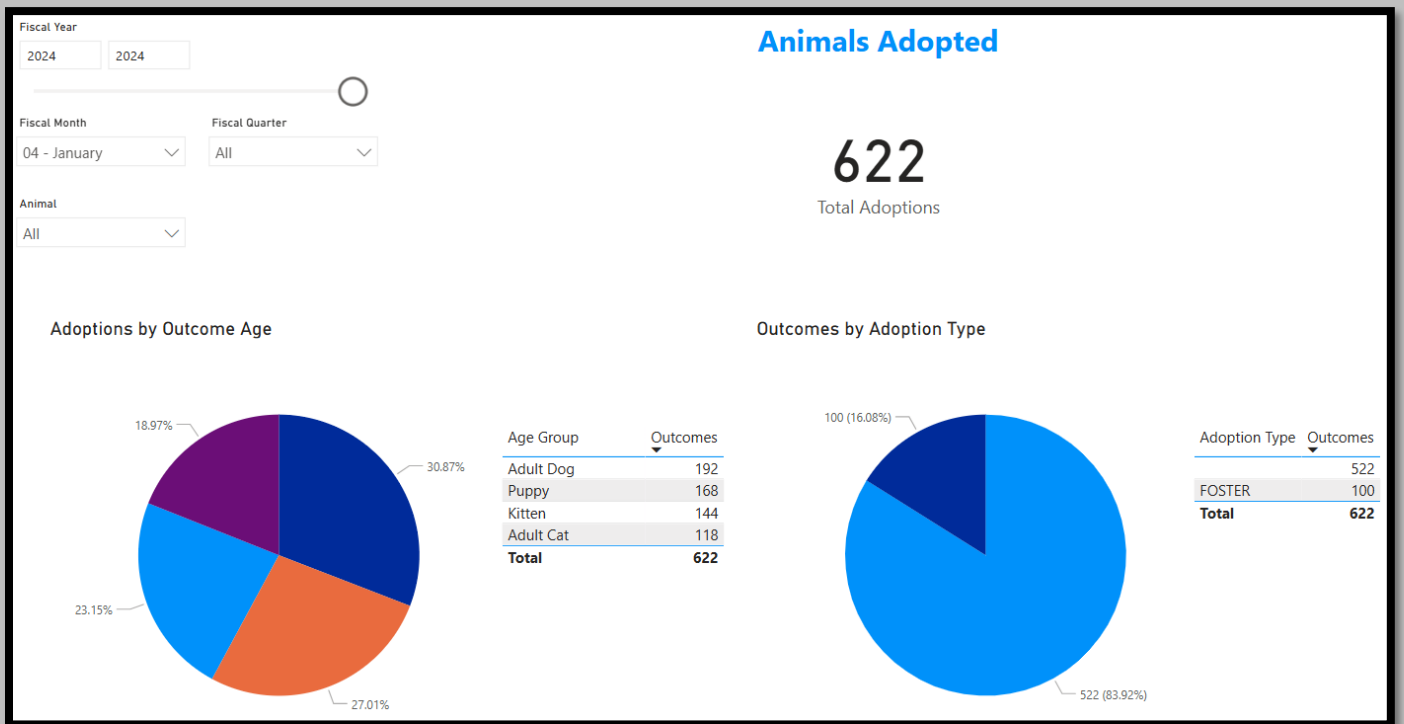 Fiscal Year
2024 2024
Animals Adopted
Fiscal Month Fiscal Quarter
04 - January All
622
Total Adoptions
Animal
All
Adoptions by Outcome Age
18.97%
30.87%
23.15%
27.01%
Age Group Outcomes
Adult Dog 192
Puppy 168
Kitten 144
Adult Cat 118
Total 622
Outcomes by Adoption Type
100 (16.08%)
522 (83.92%)
Adoption Type Outcomes
522
FOSTER 100
Total 622